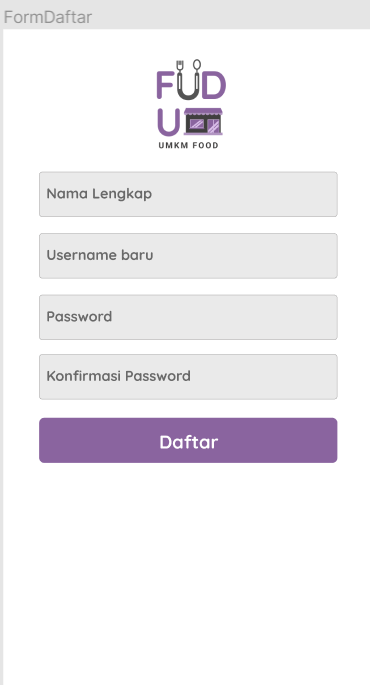 FormDaftar
FUD
U
UMKM FOOD
Nama Lengkap
Username baru
Password
Konfirmasi Password
Daftar